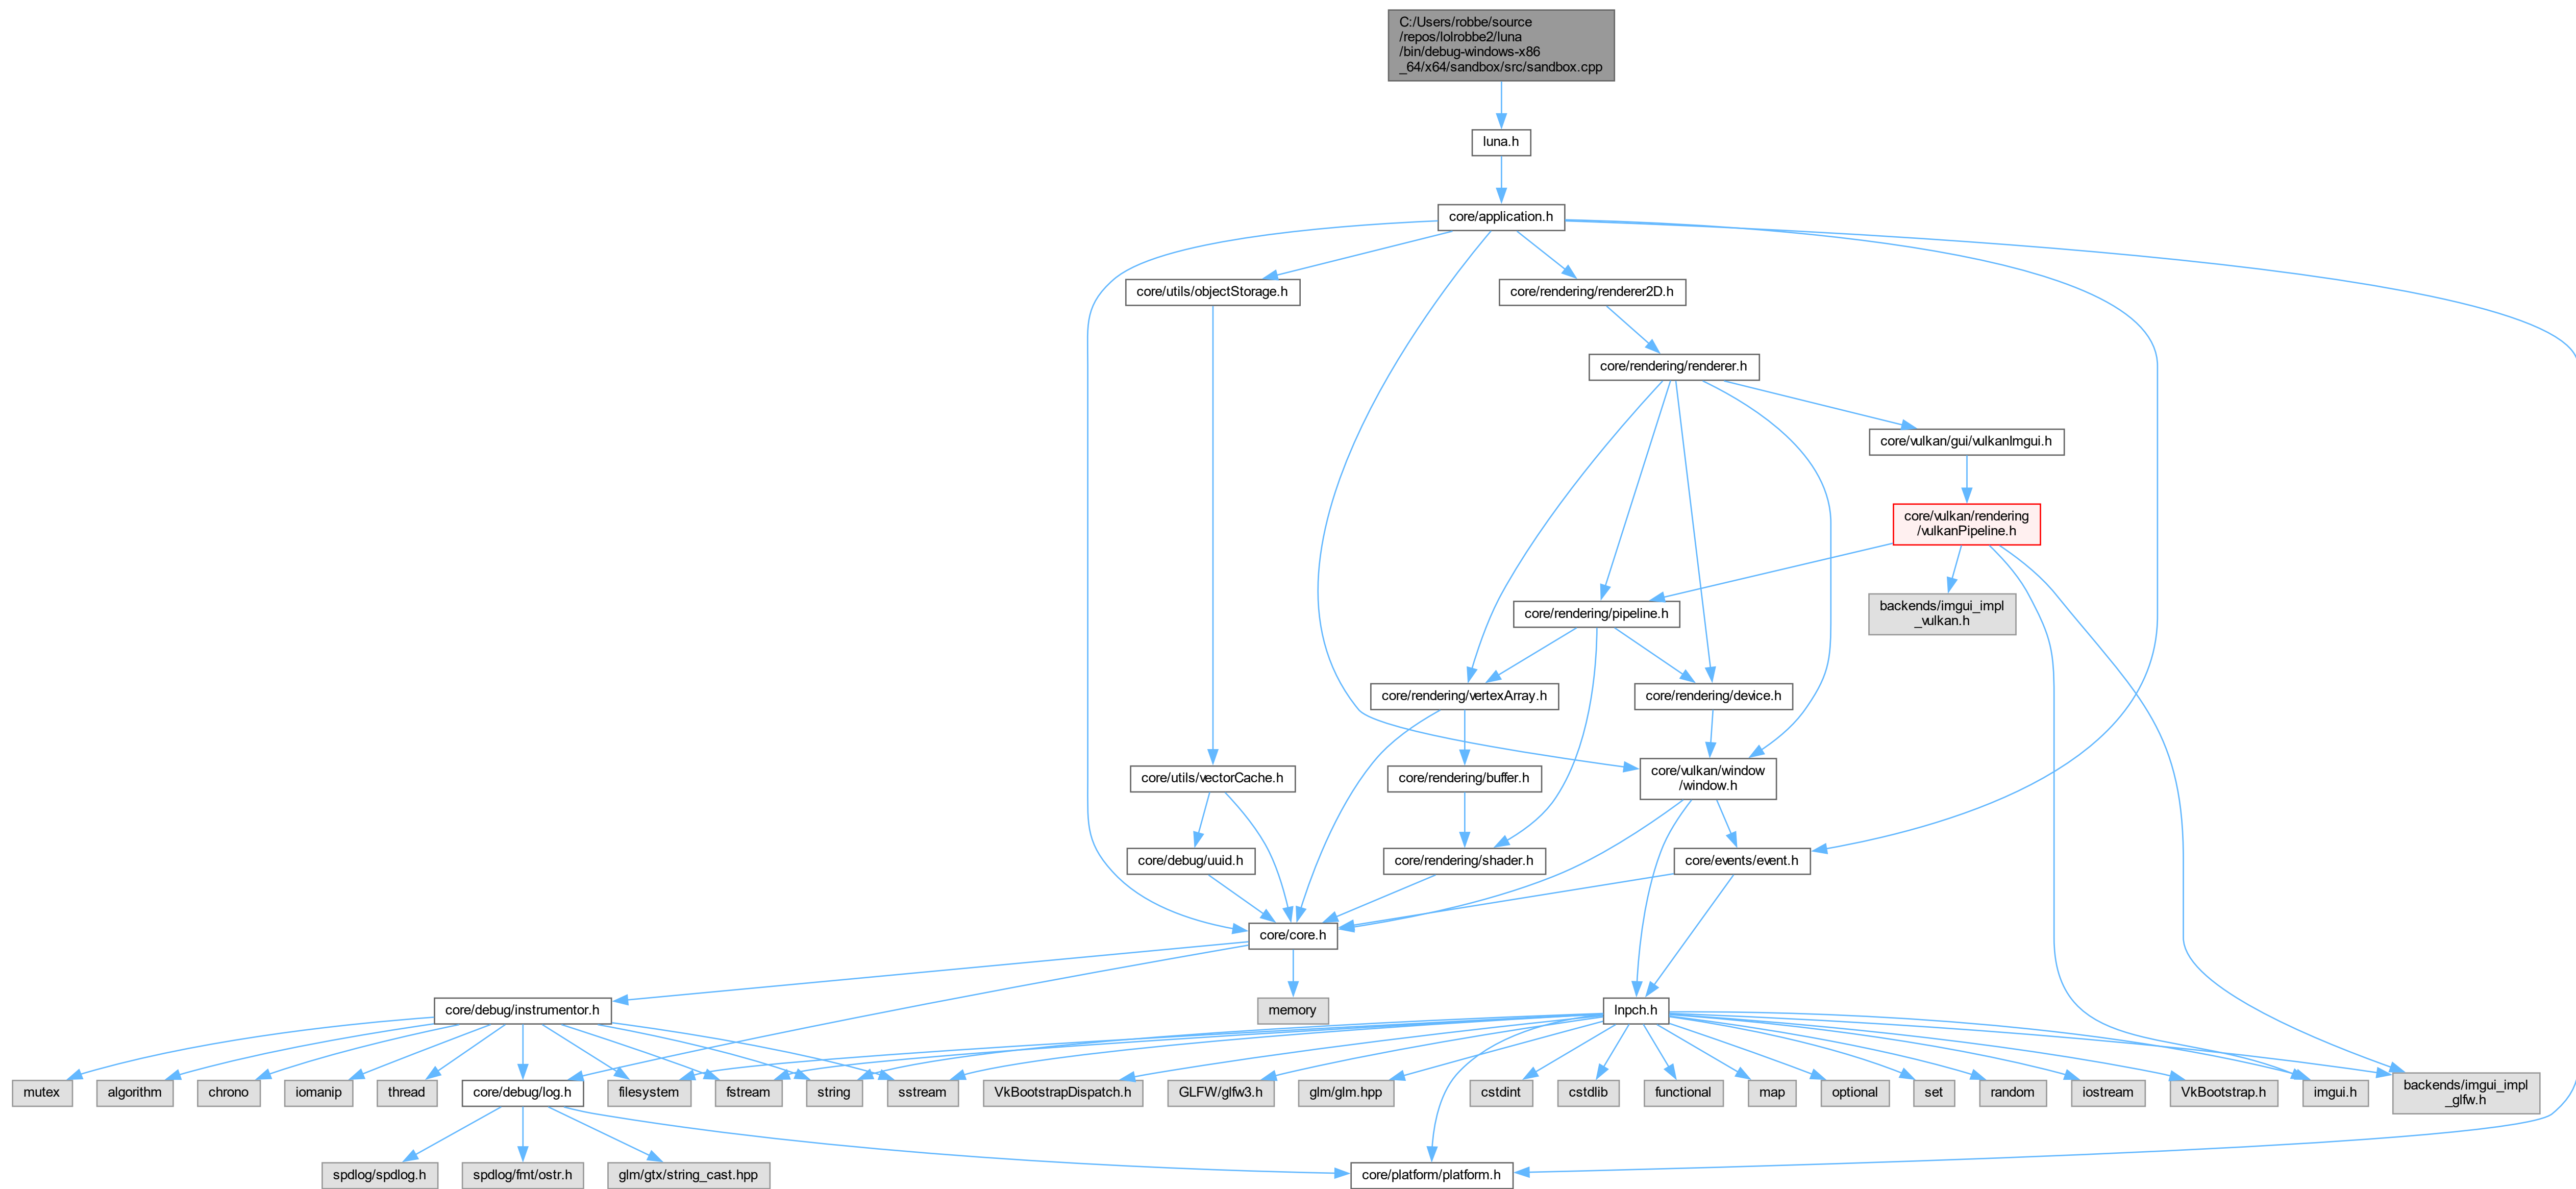 C:/Users/robbe/source
/repos/lolrobbe2/luna
/bin/debug-windows-x86
_64/x64/sandbox/src/sandbox.cpp
luna.h
core/application.h
core/utils/objectStorage.h
core/rendering/renderer2D.h
core/rendering/renderer.h
core/vulkan/gui/vulkanImgui.h
core/vulkan/rendering
/vulkanPipeline.h
core/rendering/pipeline.h
backends/imgui_impl
_vulkan.h
core/rendering/vertexArray.h
core/rendering/device.h
core/utils/vectorCache.h
core/rendering/buffer.h
core/vulkan/window
/window.h
core/debug/uuid.h
core/rendering/shader.h
core/events/event.h
core/core.h
core/debug/instrumentor.h
memory
lnpch.h
mutex
algorithm
chrono
iomanip
thread
core/debug/log.h
filesystem
fstream
string
sstream
VkBootstrapDispatch.h
GLFW/glfw3.h
glm/glm.hpp
cstdint
cstdlib
functional
map
optional
set
random
iostream
VkBootstrap.h
imgui.h
backends/imgui_impl
_glfw.h
spdlog/spdlog.h
spdlog/fmt/ostr.h
glm/gtx/string_cast.hpp
core/platform/platform.h